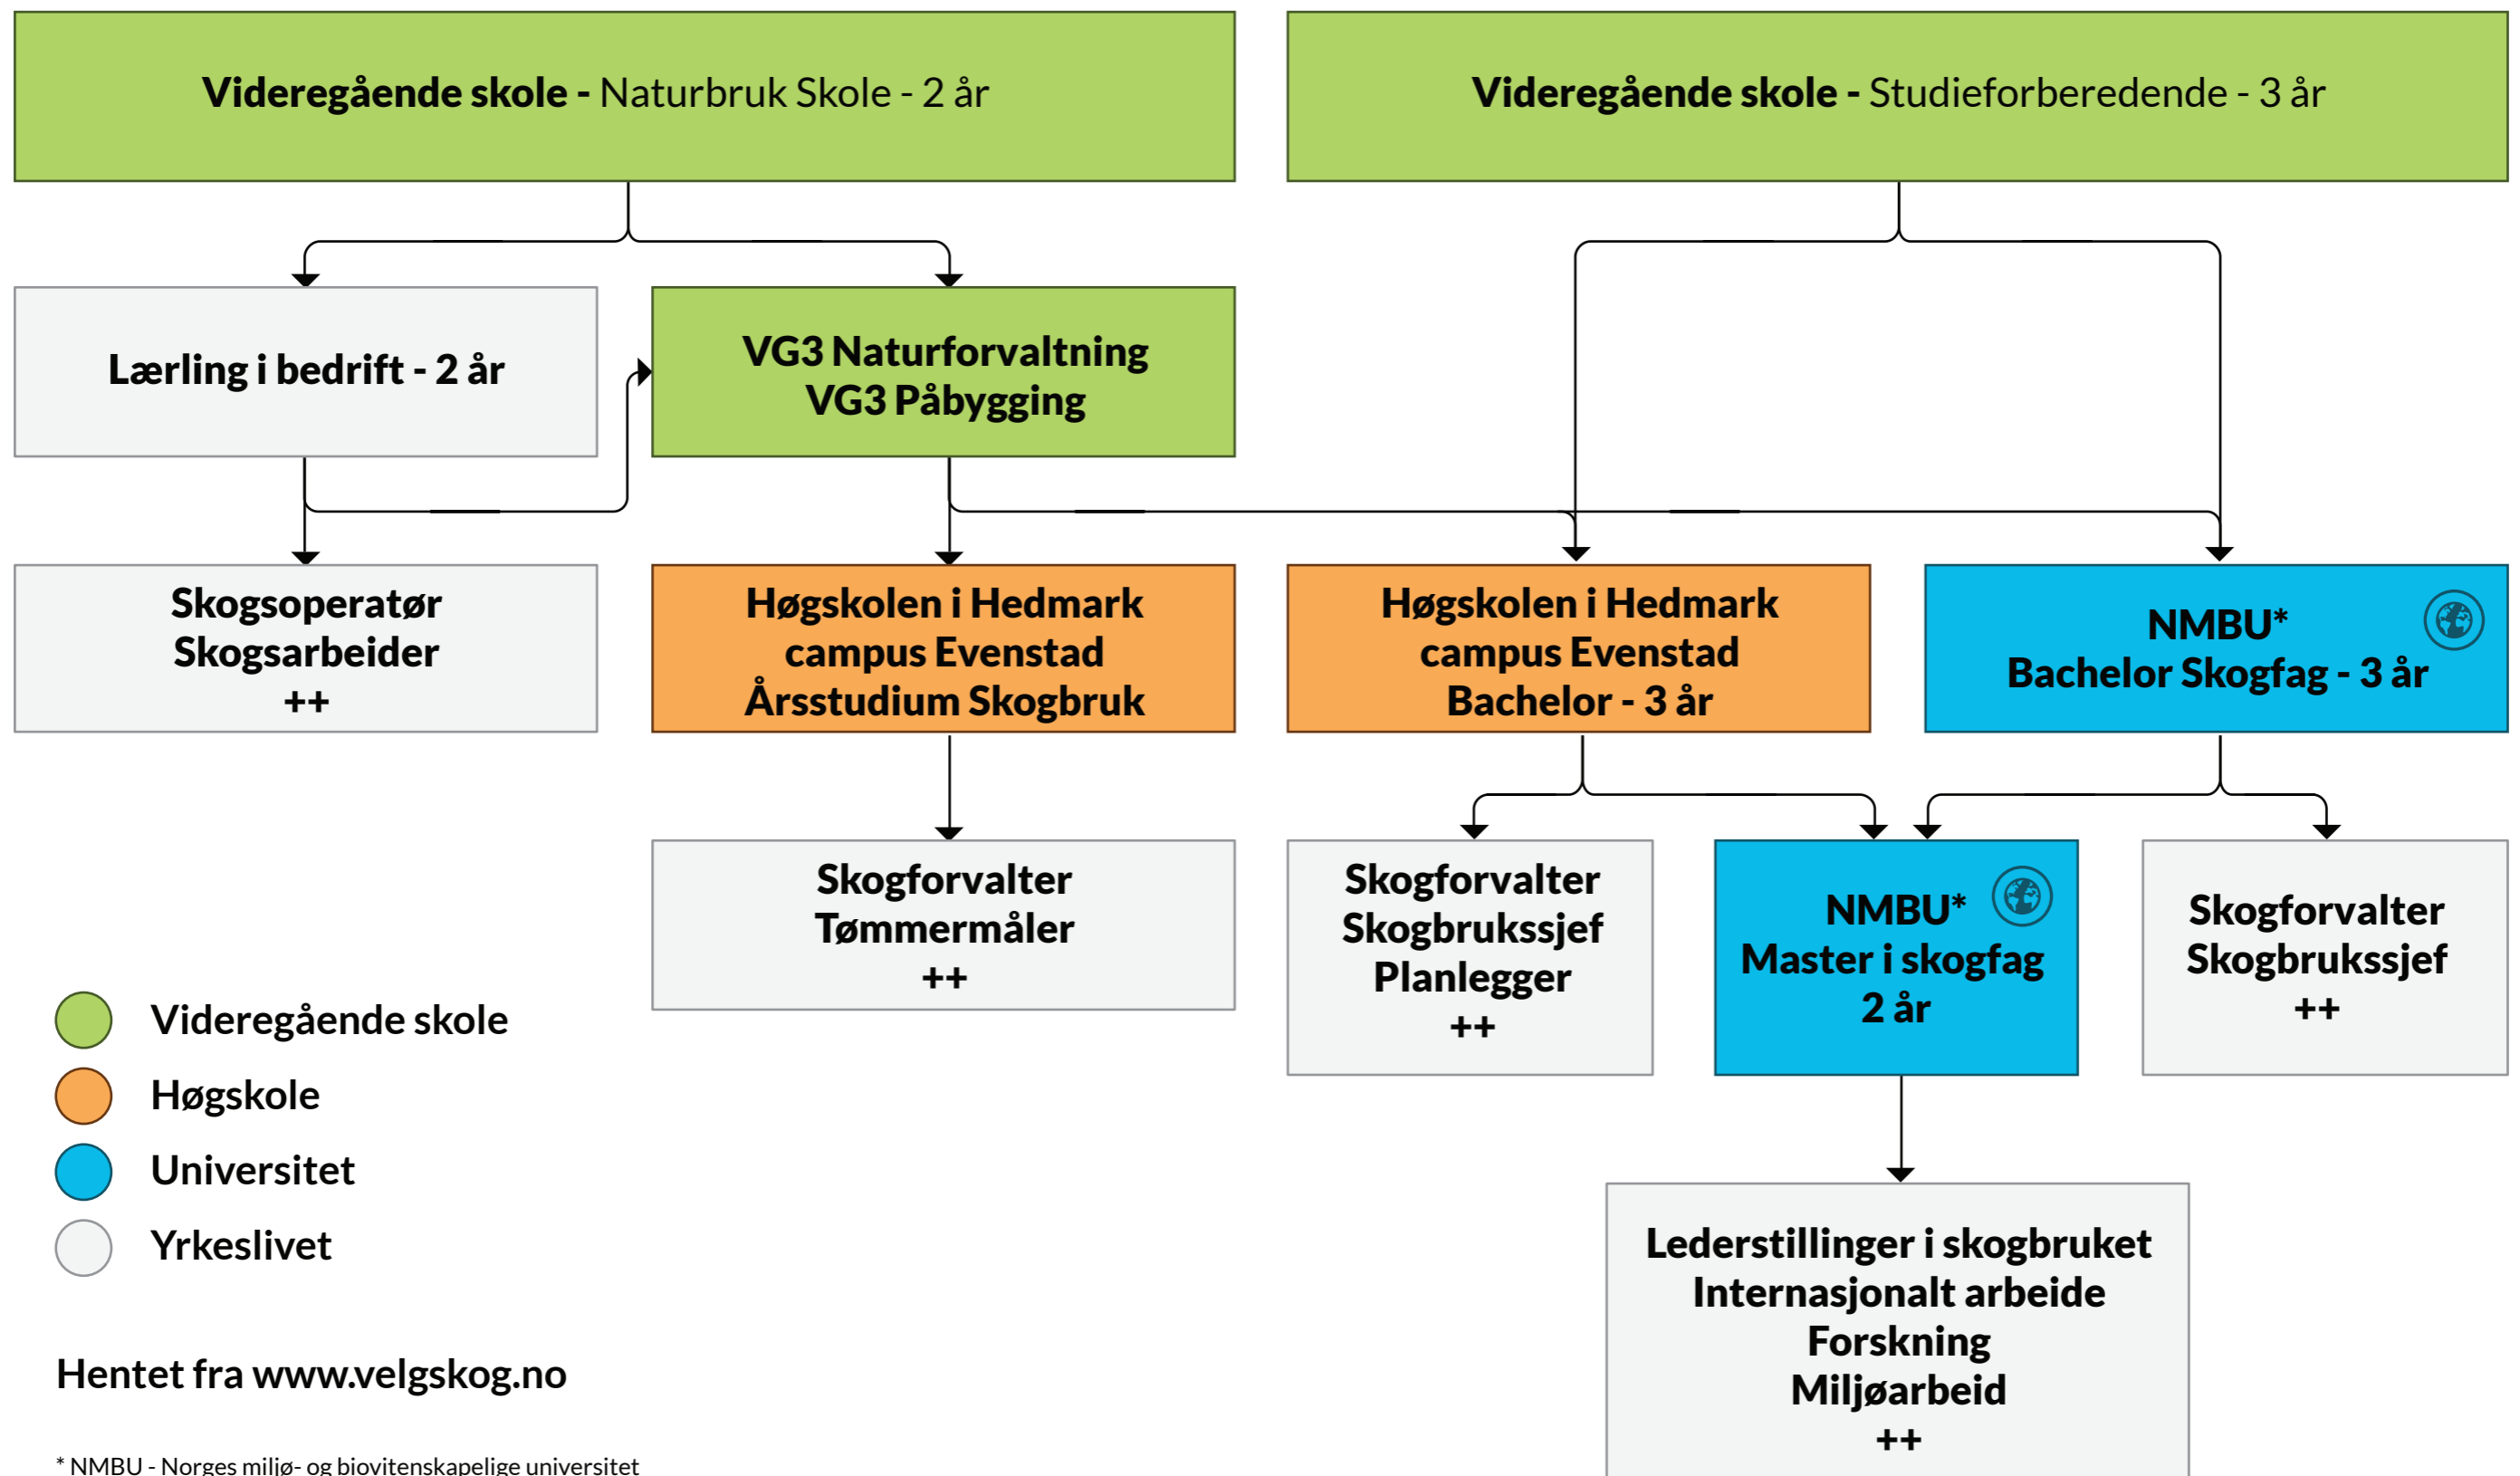 Videregående skole - Naturbruk Skole - 2 år
Videregående skole - Studieforberedende - 3 år
Lærling i bedrift - 2 år
VG3 Naturforvaltning
VG3 Påbygging
Skogsoperatør
Skogsarbeider
++
Høgskolen i Hedmark
campus Evenstad
Årsstudium Skogbruk
Høgskolen i Hedmark
campus Evenstad
Bachelor - 3 år
NMBU*
Bachelor Skogfag - 3 år
Skogforvalter
Tømmermåler
++
Skogforvalter
Skogbrukssjef
Planlegger
++
NMBU*
Master i skogfag
2 år
Skogforvalter
Skogbrukssjef
++
Lederstillinger i skogbruket
Internasjonalt arbeide
Forskning
Miljøarbeid
++
Videregående skole
Høgskole
Universitet
Yrkeslivet
Hentet fra www.velgskog.no
* NMBU - Norges miljø- og biovitenskapelige universitet